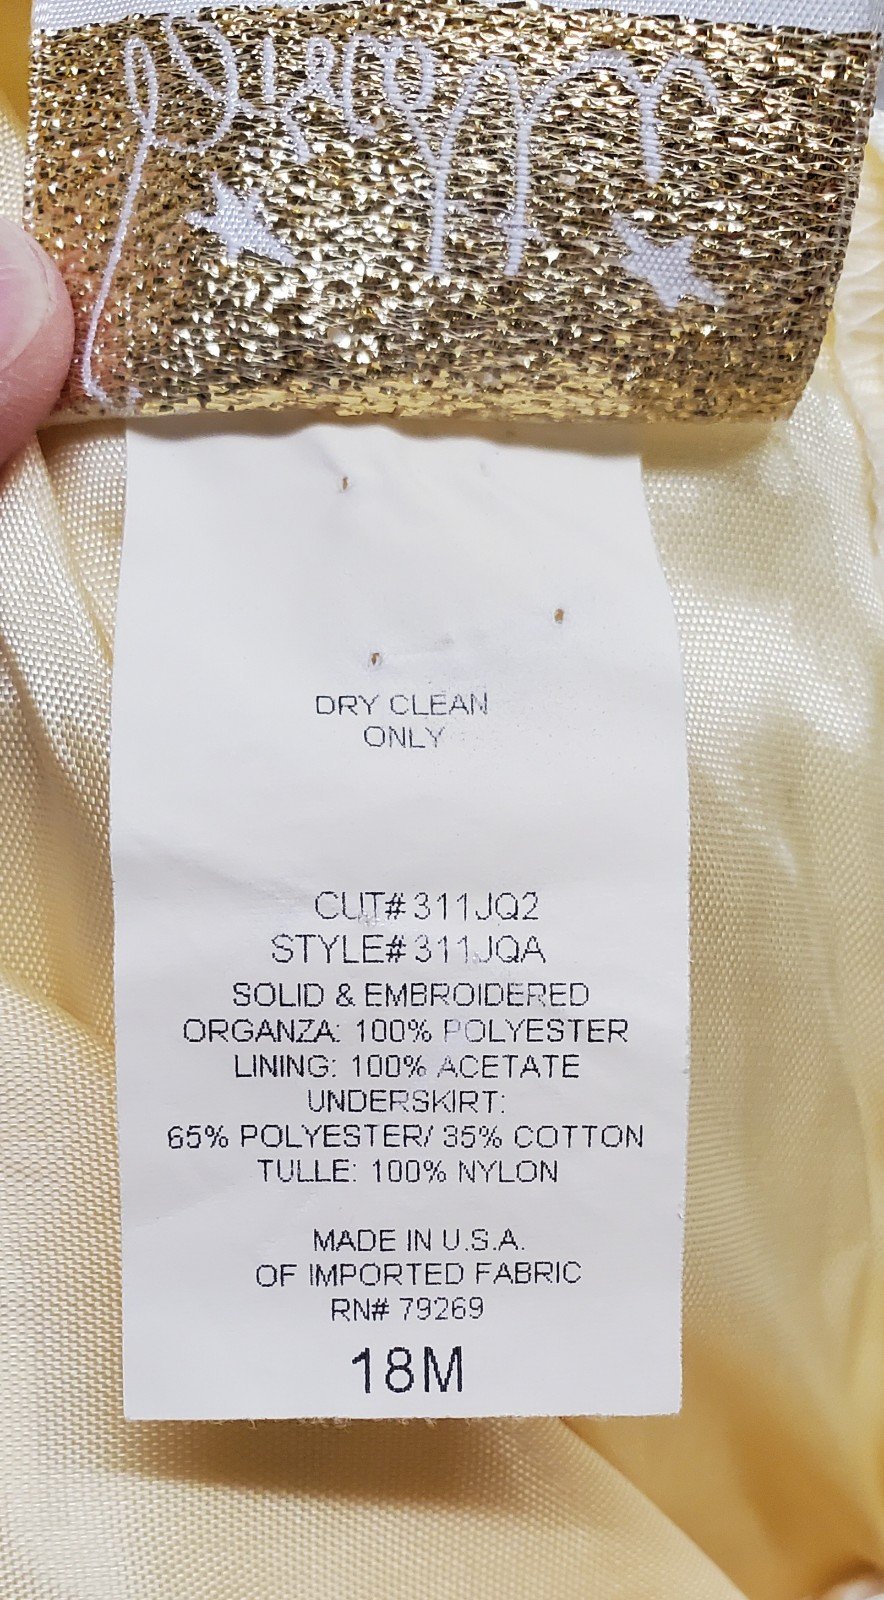 DRY CLEAN
ONLY
CUT# 311JQ2
STYLE# 311JQA
SOLID & EMBROIDERED
ORGANZA: 100% POLYESTER
LINING: 100% ACETATE
UNDERSKIRT:
65% POLYESTER/ 35% COTTON
TULLE: 100% NYLON
MADE IN U.S.A.
OF IMPORTED FABRIC
RN# 79269
18M